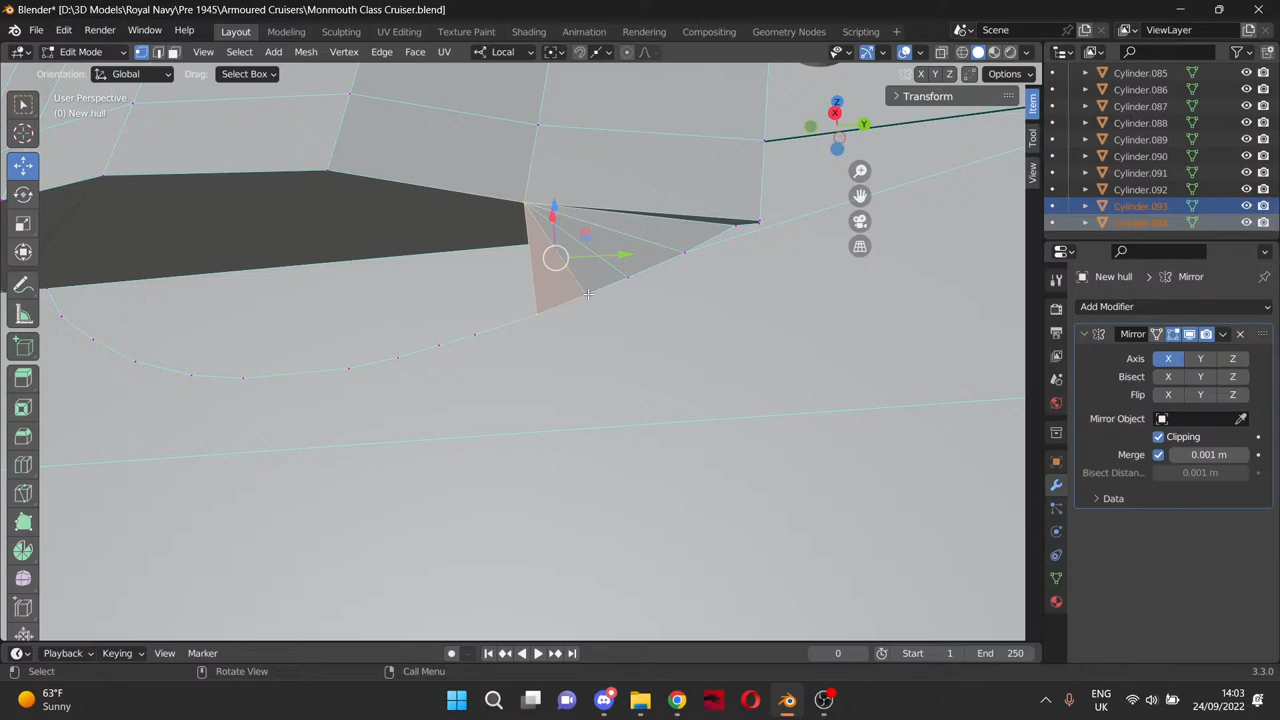 Blender* [D:\3D Models\Royal Navy\Pre 1945\Armoured Cruisers\Monmouth Class Cruiser.blend]
File Edit Render Window Help Layout Modeling Sculpting UV Editing Texture Paint Shading Animation Rendering Compositing Geometry Nodes Scripting Scene ViewLayer
Edit Mode View Select Add Mesh Vertex Edge Face UV Local
Orientation: Global Drag: Select Box X Y Z Options
User Perspective
(0) New hull
Transform
Item
Tool
View
Z
X
Y
Cylinder.085
Cylinder.086
Cylinder.087
Cylinder.088
Cylinder.089
Cylinder.090
Cylinder.091
Cylinder.092
Cylinder.093
New hull Mirror
Add Modifier
Mirror
Axis X Y Z
Bisect X Y Z
Flip X Y Z
Mirror Object
Clipping
Merge 0.001 m
Bisect Distan... 0.001 m
Data
Playback Keying View Marker 0 Start 1 End 250
Select Rotate View Call Menu 3.3.0
63°F
Sunny
ENG
UK
14:03
24/09/2022